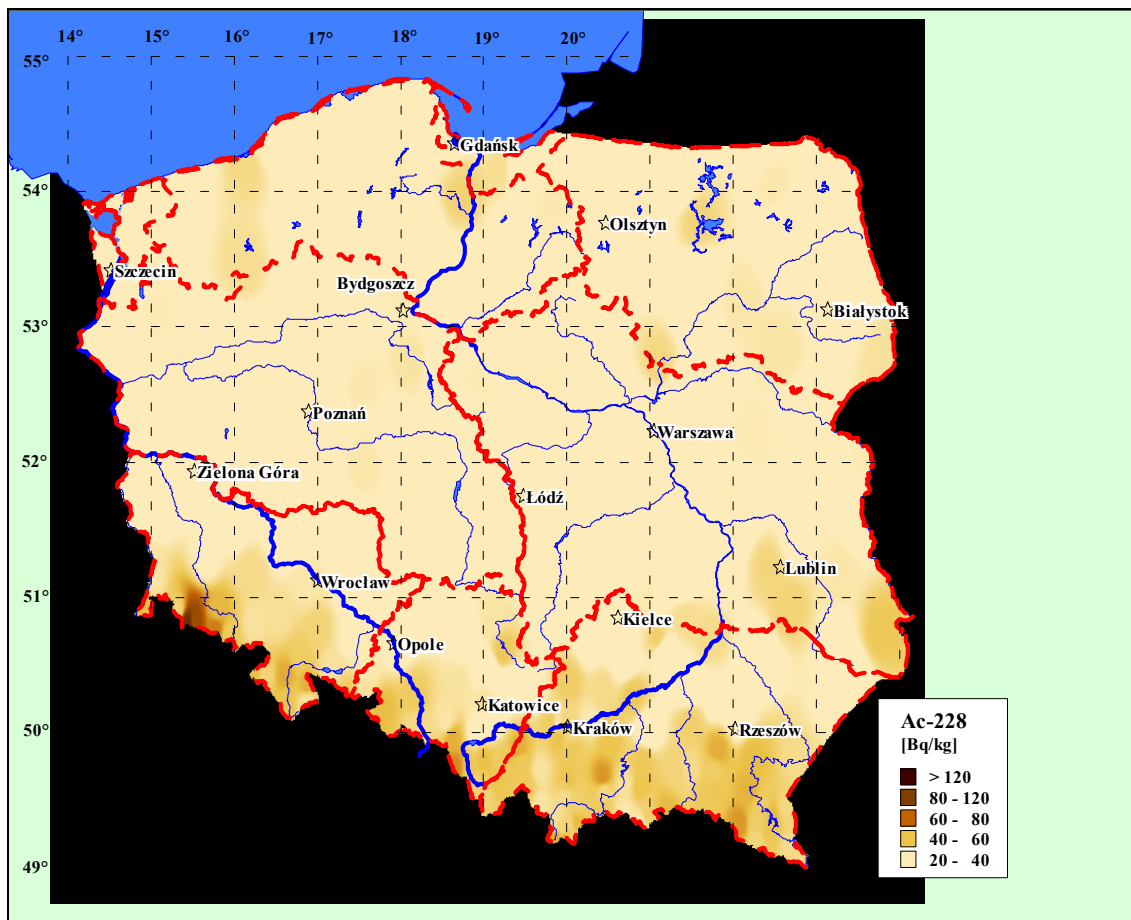 14° 15° 16° 17° 18° 19° 20°
55°
Gdańsk
54°
Olsztyn
Szczecin
Bydgoszcz
Białystok
53°
Poznań
Warszawa
52°
Zielona Góra
Łódź
Lublin
Wrocław
51°
Kielce
Opole
Katowice
Kraków
Rzeszów
50°
49°
Ac-228
[Bq/kg]
> 120
80 - 120
60 - 80
40 - 60
20 - 40